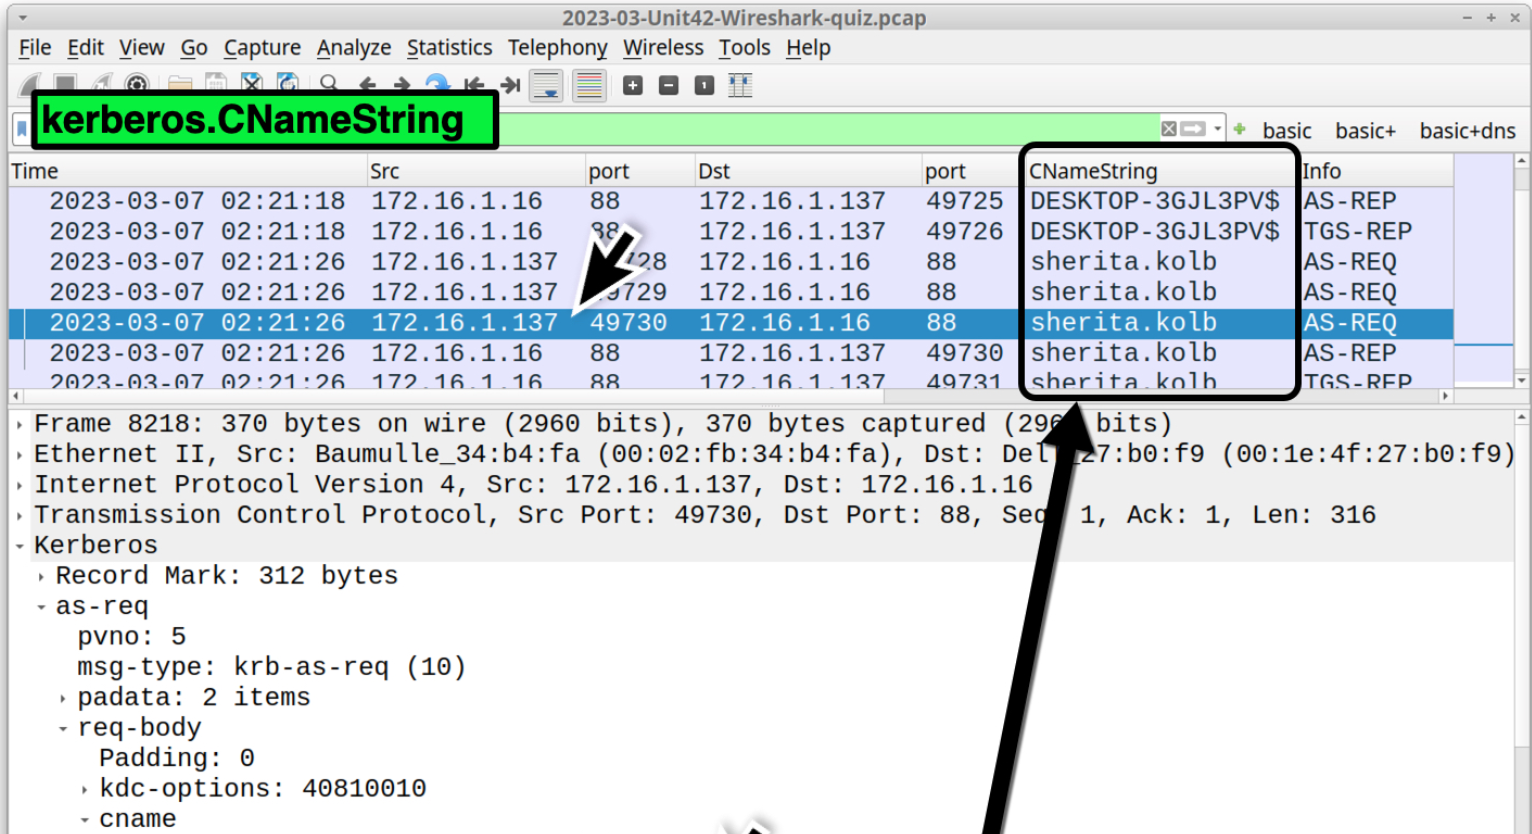 2023-03-Unit42-Wireshark-quiz.pcap
File Edit View Go Capture Analyze Statistics Telephony Wireless Tools Help
kerberos.CNameString
basic basic+ basic+dns
Time Src port Dst port CNameString Info
2023-03-07 02:21:18 172.16.1.16 88 172.16.1.137 49725 DESKTOP-3GJL3PV$ AS-REP
2023-03-07 02:21:18 172.16.1.16 88 172.16.1.137 49726 DESKTOP-3GJL3PV$ TGS-REP
2023-03-07 02:21:26 172.16.1.137 172.16.1.16 88 sherita.kolb AS-REQ
2023-03-07 02:21:26 172.16.1.137 172.16.1.16 88 sherita.kolb AS-REQ
2023-03-07 02:21:26 172.16.1.137 49730 172.16.1.16 88 sherita.kolb AS-REQ
2023-03-07 02:21:26 172.16.1.16 88 172.16.1.137 49730 sherita.kolb AS-REP
2023-03-07 02:21:26 172.16.1.16 88 172.16.1.137 49731 sherita.kolb TGS-REP
Frame 8218: 370 bytes on wire (2960 bits), 370 bytes captured (2960 bits)
Ethernet II, Src: Baumulle_34:b4:fa (00:02:fb:34:b4:fa), Dst: Dell_27:b0:f9 (00:1e:4f:27:b0:f9)
Internet Protocol Version 4, Src: 172.16.1.137, Dst: 172.16.1.16
Transmission Control Protocol, Src Port: 49730, Dst Port: 88, Seq: 1, Ack: 1, Len: 316
Kerberos
Record Mark: 312 bytes
as-req
pvno: 5
msg-type: krb-as-req (10)
padata: 2 items
req-body
Padding: 0
kdc-options: 40810010
cname